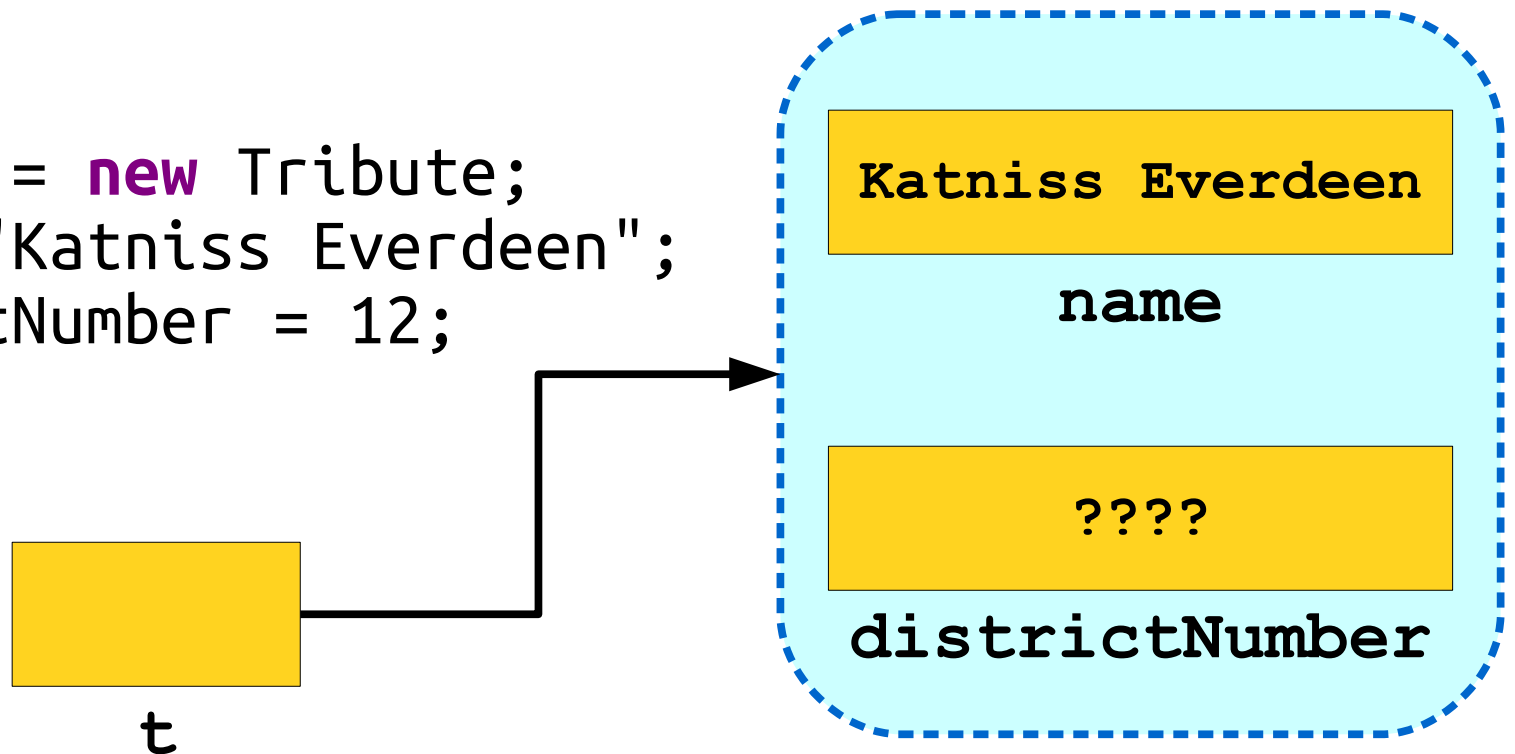 = new Tribute;
"Katniss Everdeen";
tNumber = 12;
Katniss Everdeen
name
????
districtNumber
t